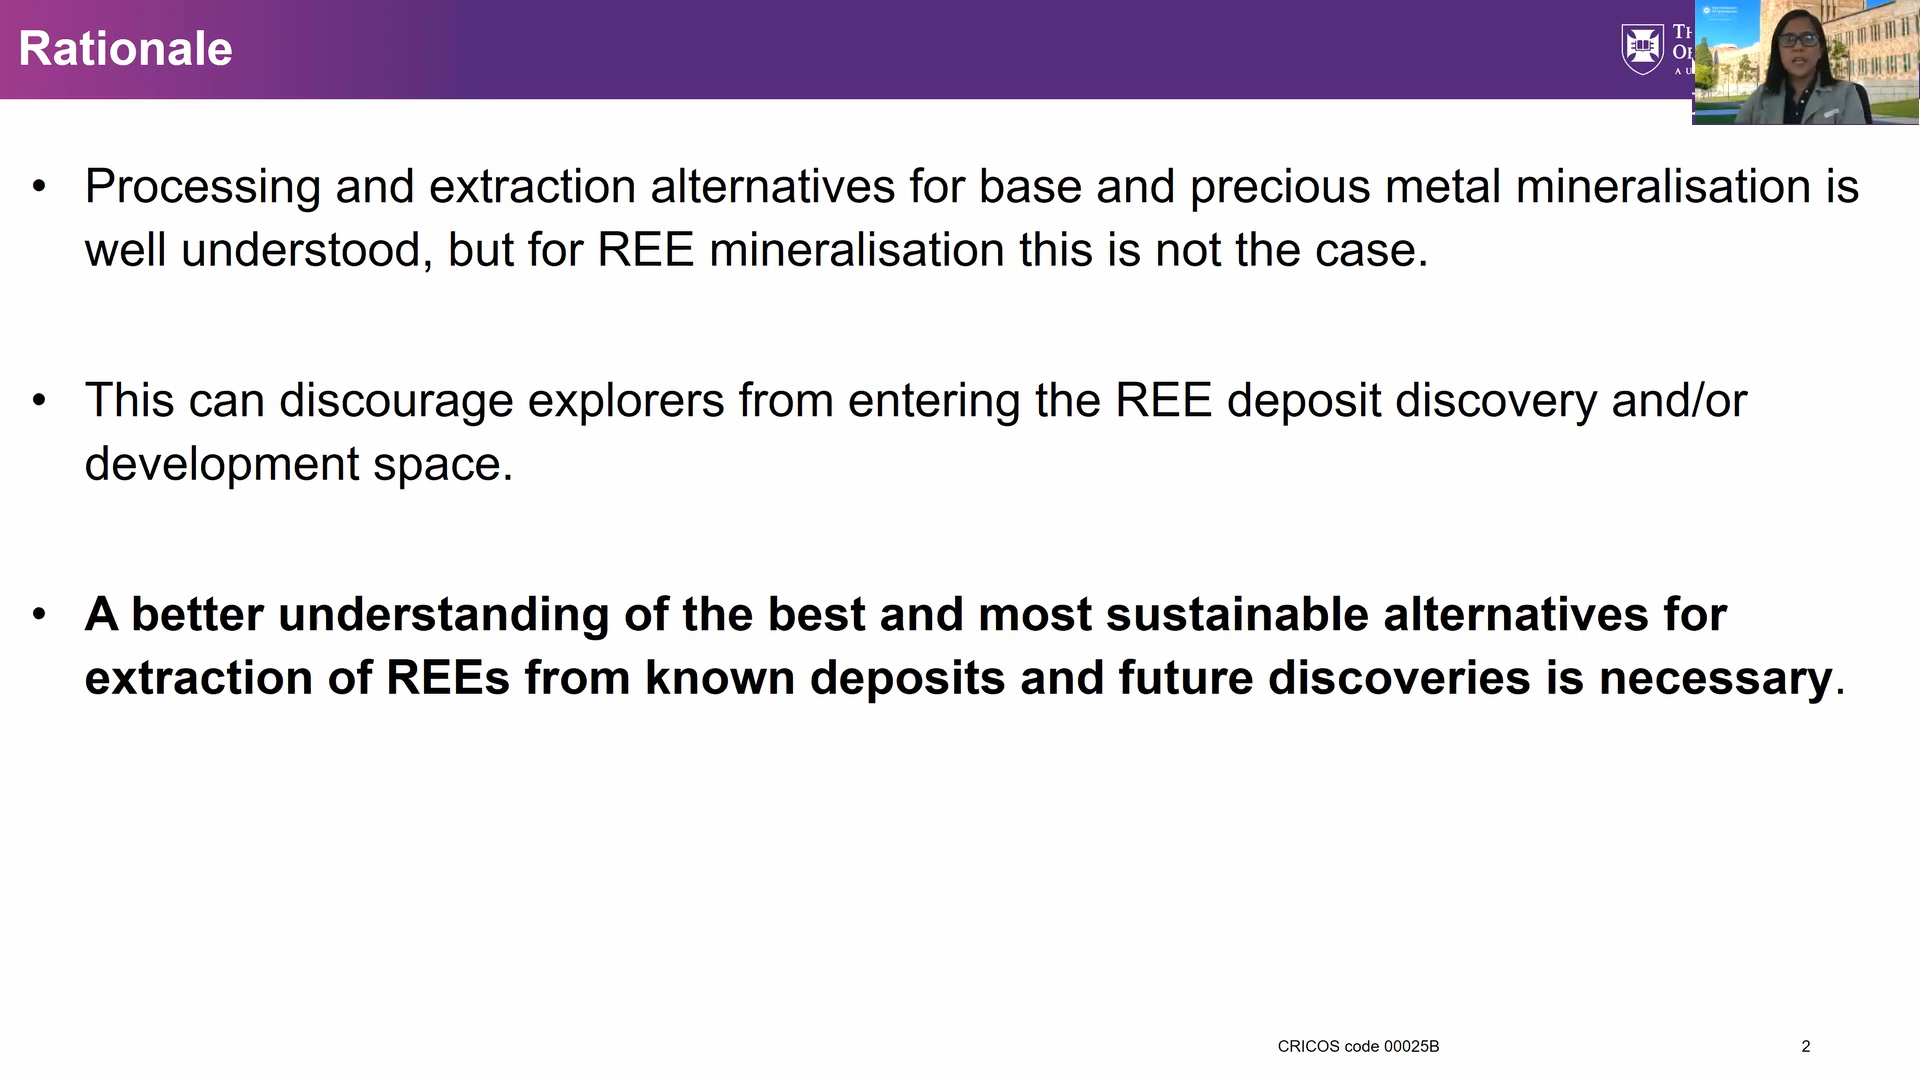 Rationale
• Processing and extraction alternatives for base and precious metal mineralisation is
well understood, but for REE mineralisation this is not the case.
• This can discourage explorers from entering the REE deposit discovery and/or
development space.
• A better understanding of the best and most sustainable alternatives for
extraction of REEs from known deposits and future discoveries is necessary.
CRICOS code 00025B
2